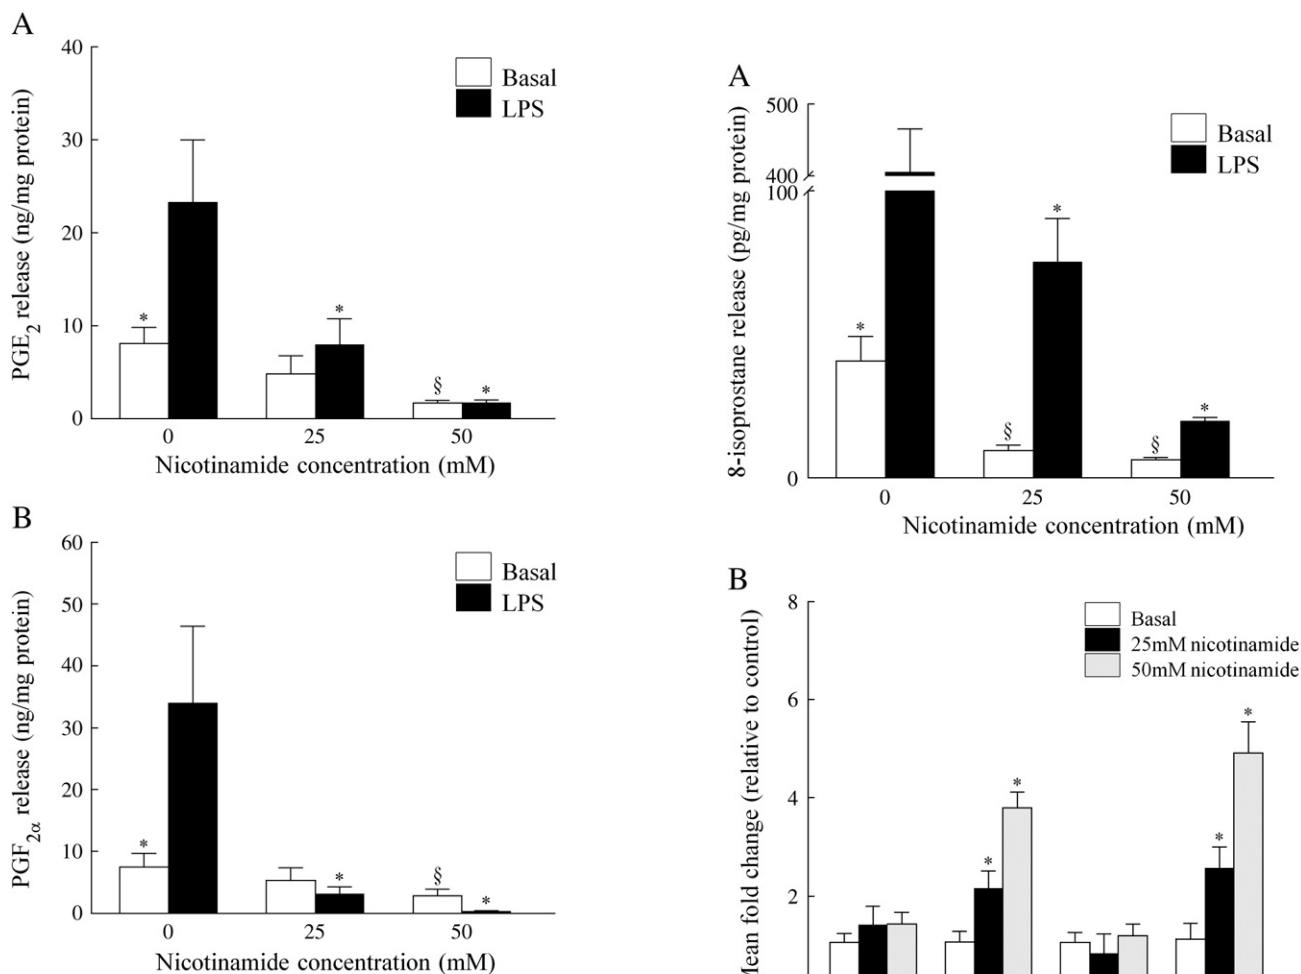 A
40
30
20
10
0
PGE2 release (ng/mg protein)
Basal
LPS
*
*
§
*
0 25 50
Nicotinamide concentration (mM)
B
60
50
40
30
20
10
0
PGF2α release (ng/mg protein)
Basal
LPS
*
*
§
*
0 25 50
Nicotinamide concentration (mM)
A
500
400
100
0
8-isoprostane release (pg/mg protein)
Basal
LPS
*
§
*
§
*
0 25 50
Nicotinamide concentration (mM)
B
8
6
4
2
Mean fold change (relative to control)
Basal
25mM nicotinamide
50mM nicotinamide
*
*
*
*